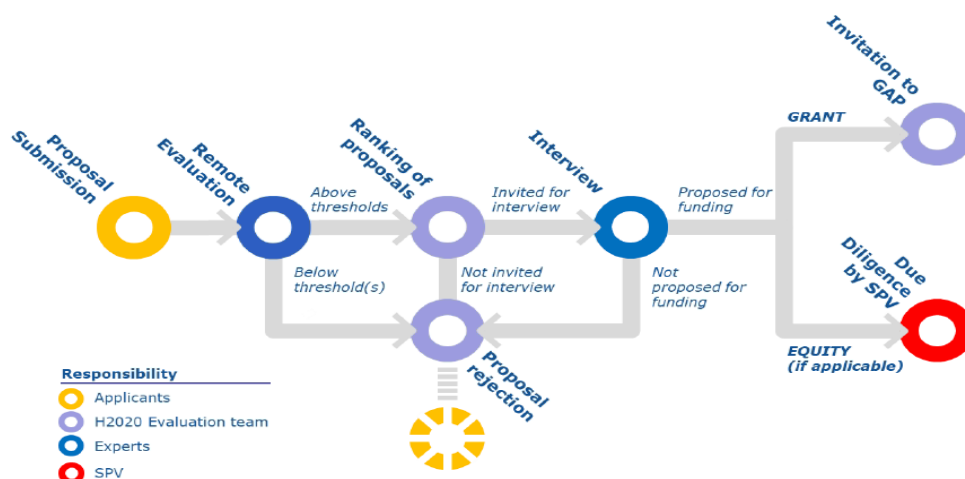 Proposal
Submission
Remote
Evaluation
Above
thresholds
Below
threshold(s)
Ranking of
proposals
Invited for
interview
Not invited
for interview
Proposal
rejection
Interview
Proposed for
funding
Not
proposed for
funding
GRANT
Invitation to
GAP
EQUITY
(if applicable)
Due
Diligence
by SPV
Responsibility
Applicants
H2020 Evaluation team
Experts
SPV